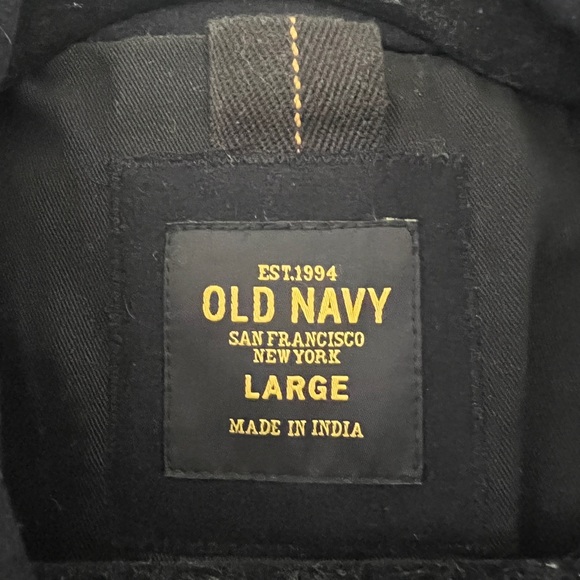 EST.1994
OLD NAVY
SAN FRANCISCO
NEW YORK
LARGE
MADE IN INDIA